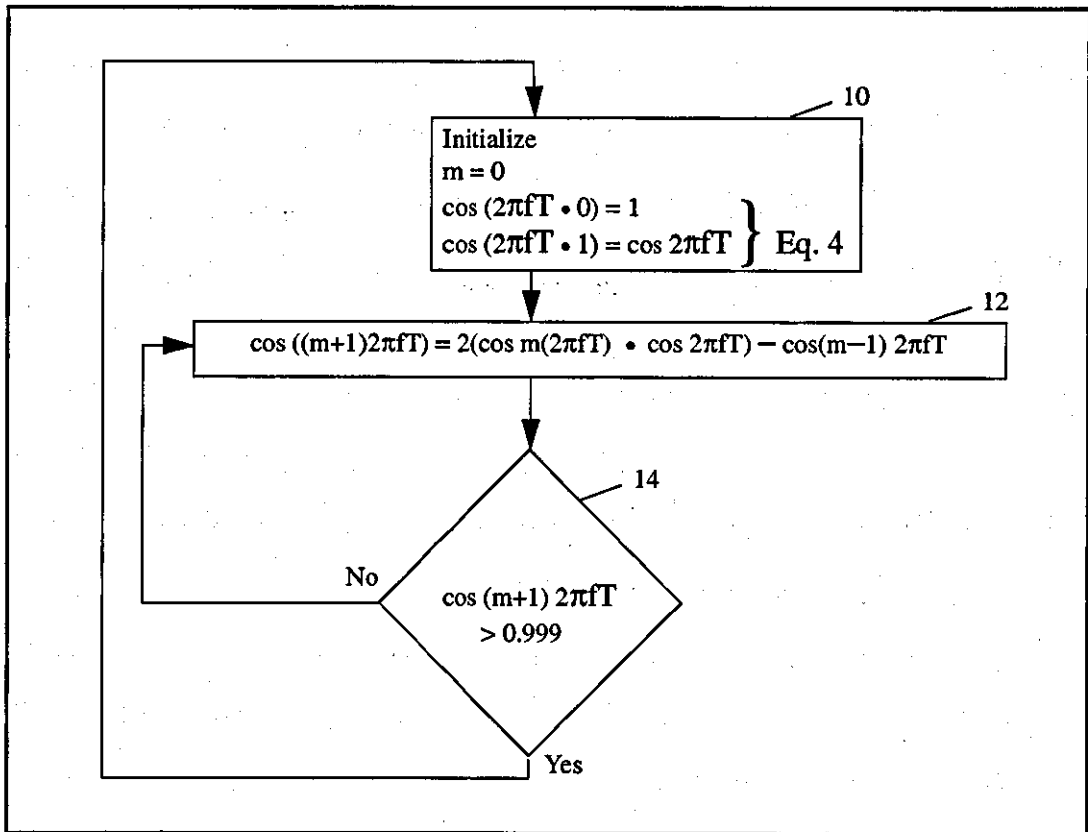 10
Initialize
m = 0
cos (2πfT • 0) = 1
cos (2πfT • 1) = cos 2πfT } Eq. 4
12
cos ((m+1)2πfT) = 2(cos m(2πfT) • cos 2πfT) − cos(m−1) 2πfT
14
No
cos (m+1) 2πfT
> 0.999
Yes